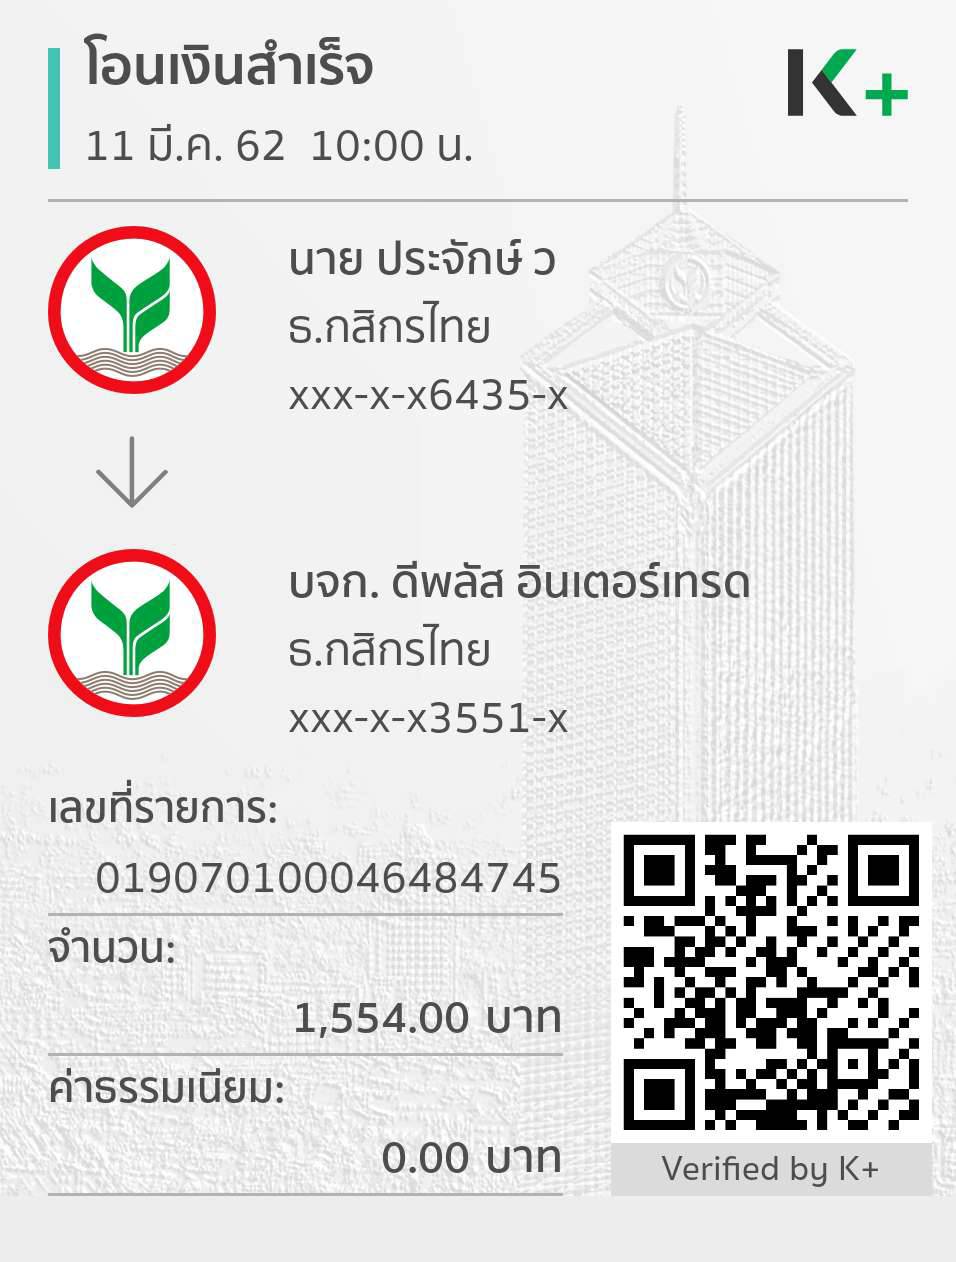 โอนเงินสำเร็จ
11 มี.ค. 62 10:00 น.
K+
นาย ประจักษ์ ว
ธ.กสิกรไทย
xxx-x-x6435-x
บจก. ดีพลัส อินเตอร์เทรด
ธ.กสิกรไทย
xxx-x-x3551-x
เลขที่รายการ:
019070100046484745
จำนวน:
1,554.00 บาท
ค่าธรรมเนียม:
0.00 บาท
Verified by K+